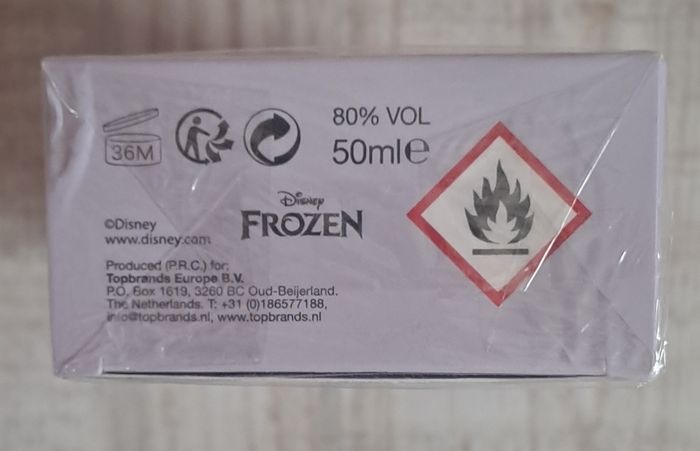 36M
80% VOL
50ml℮
Disney
FROZEN
©Disney
www.disney.com
Produced (P.R.C.) for:
Topbrands Europe B.V.
P.O. Box 1619, 3260 BC Oud-Beijerland.
The Netherlands. T: +31 (0)186577188,
info@topbrands.nl, www.topbrands.nl